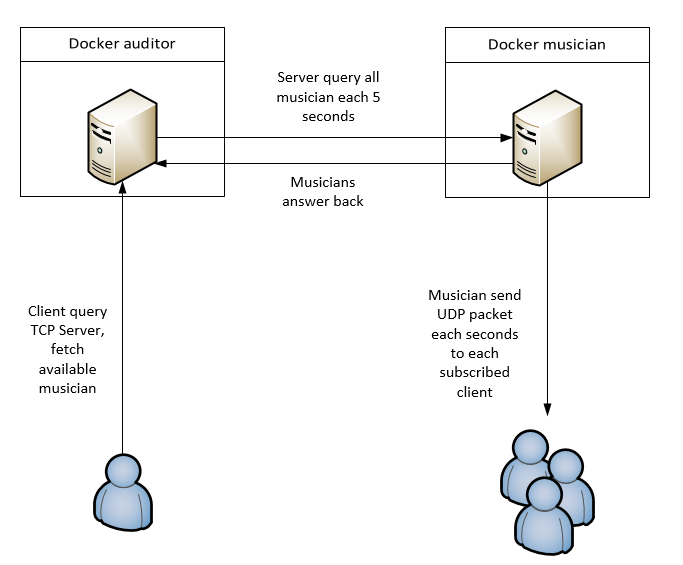 Docker auditor
Docker musician
Server query all
musician each 5
seconds
Musicians
answer back
Client query
TCP Server,
fetch
available
musician
Musician send
UDP packet
each seconds
to each
subscribed
client